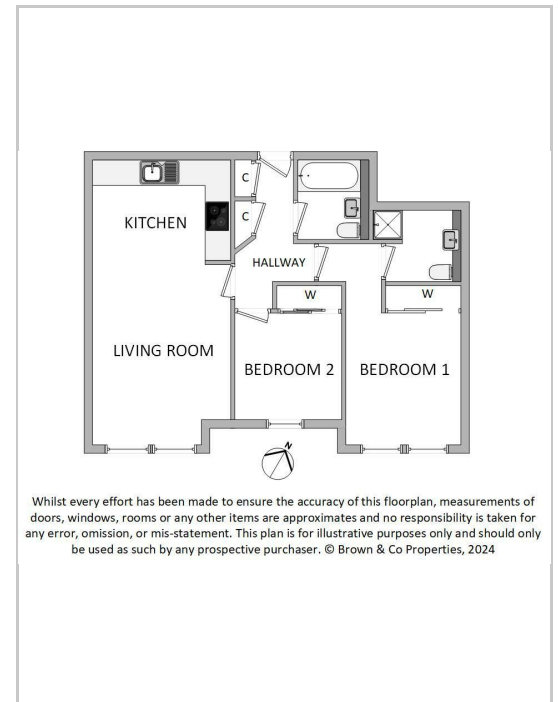 KITCHEN
C
C
HALLWAY
W
W
LIVING ROOM
BEDROOM 2
BEDROOM 1
N
Whilst every effort has been made to ensure the accuracy of this floorplan, measurements of
doors, windows, rooms or any other items are approximates and no responsibility is taken for
any error, omission, or mis-statement. This plan is for illustrative purposes only and should only
be used as such by any prospective purchaser. © Brown & Co Properties, 2024